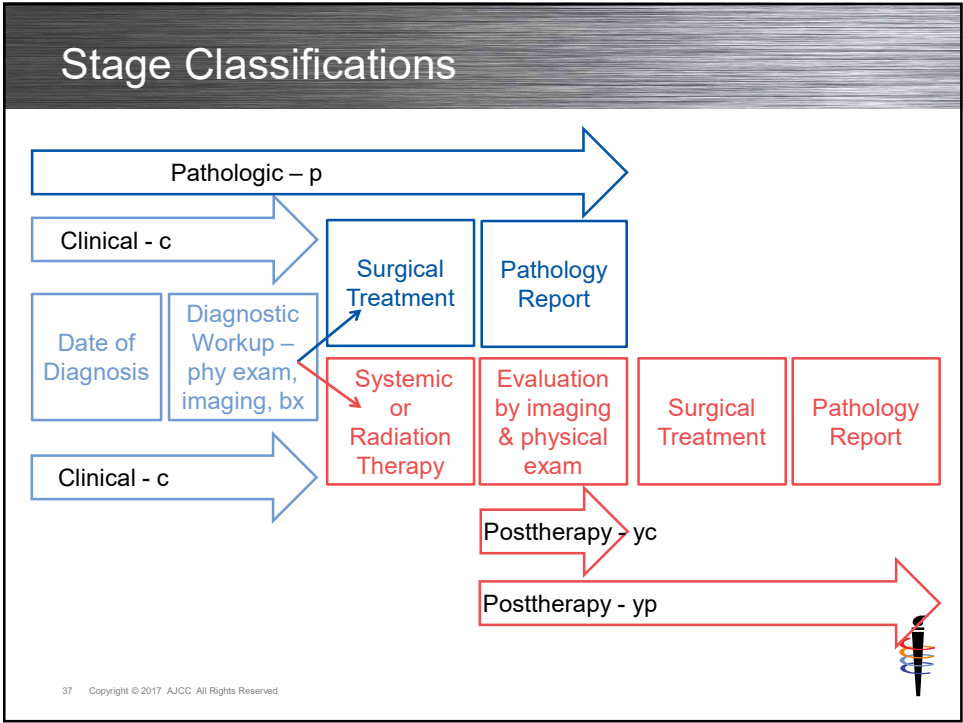 Stage Classifications
Pathologic – p
Clinical - c
Surgical
Treatment
Pathology
Report
Date of
Diagnosis
Diagnostic
Workup –
phy exam,
imaging, bx
Systemic
or
Radiation
Therapy
Evaluation
by imaging
& physical
exam
Surgical
Treatment
Pathology
Report
Clinical - c
Posttherapy - yc
Posttherapy - yp
37 Copyright © 2017 AJCC All Rights Reserved